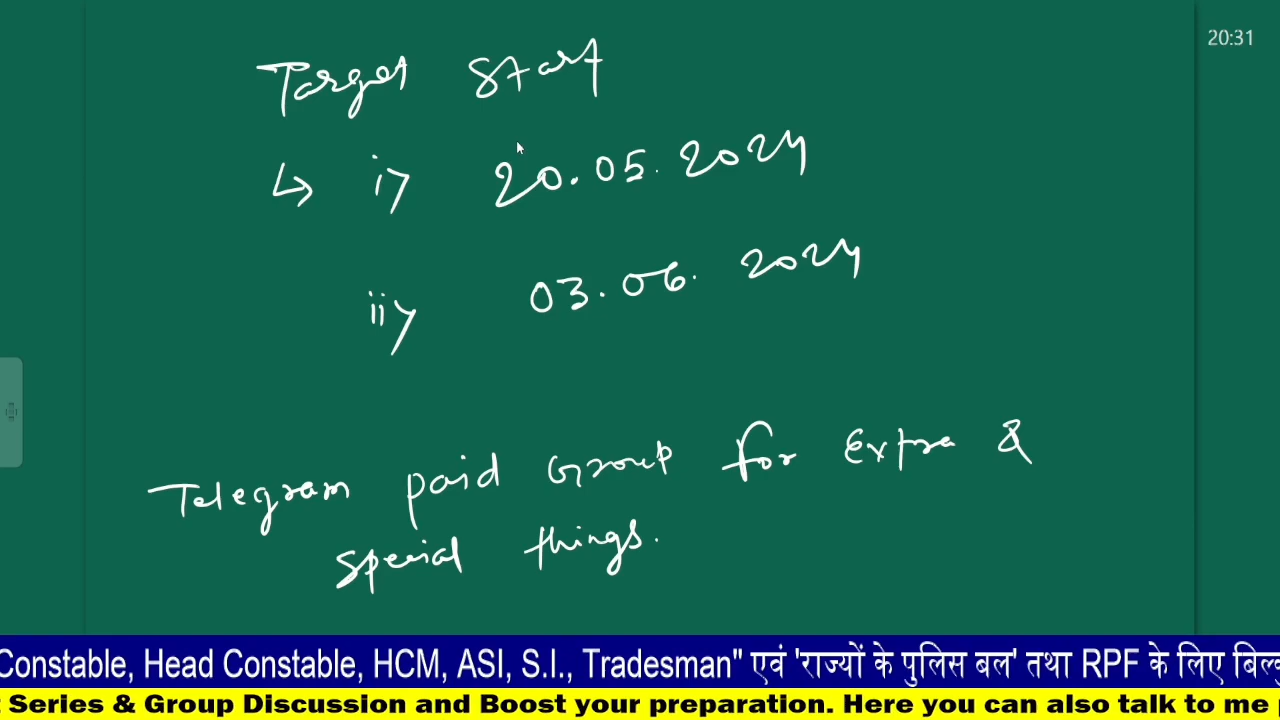 20:31
Target Start
↳ i> 20.05.2024
ii> 03.06.2024
Telegram paid Group for Extra &
special things.
Constable, Head Constable, HCM, ASI, S.I., Tradesman" एवं 'राज्यों के पुलिस बल' तथा RPF के लिए
Series & Group Discussion and Boost your preparation. Here you can also talk to me